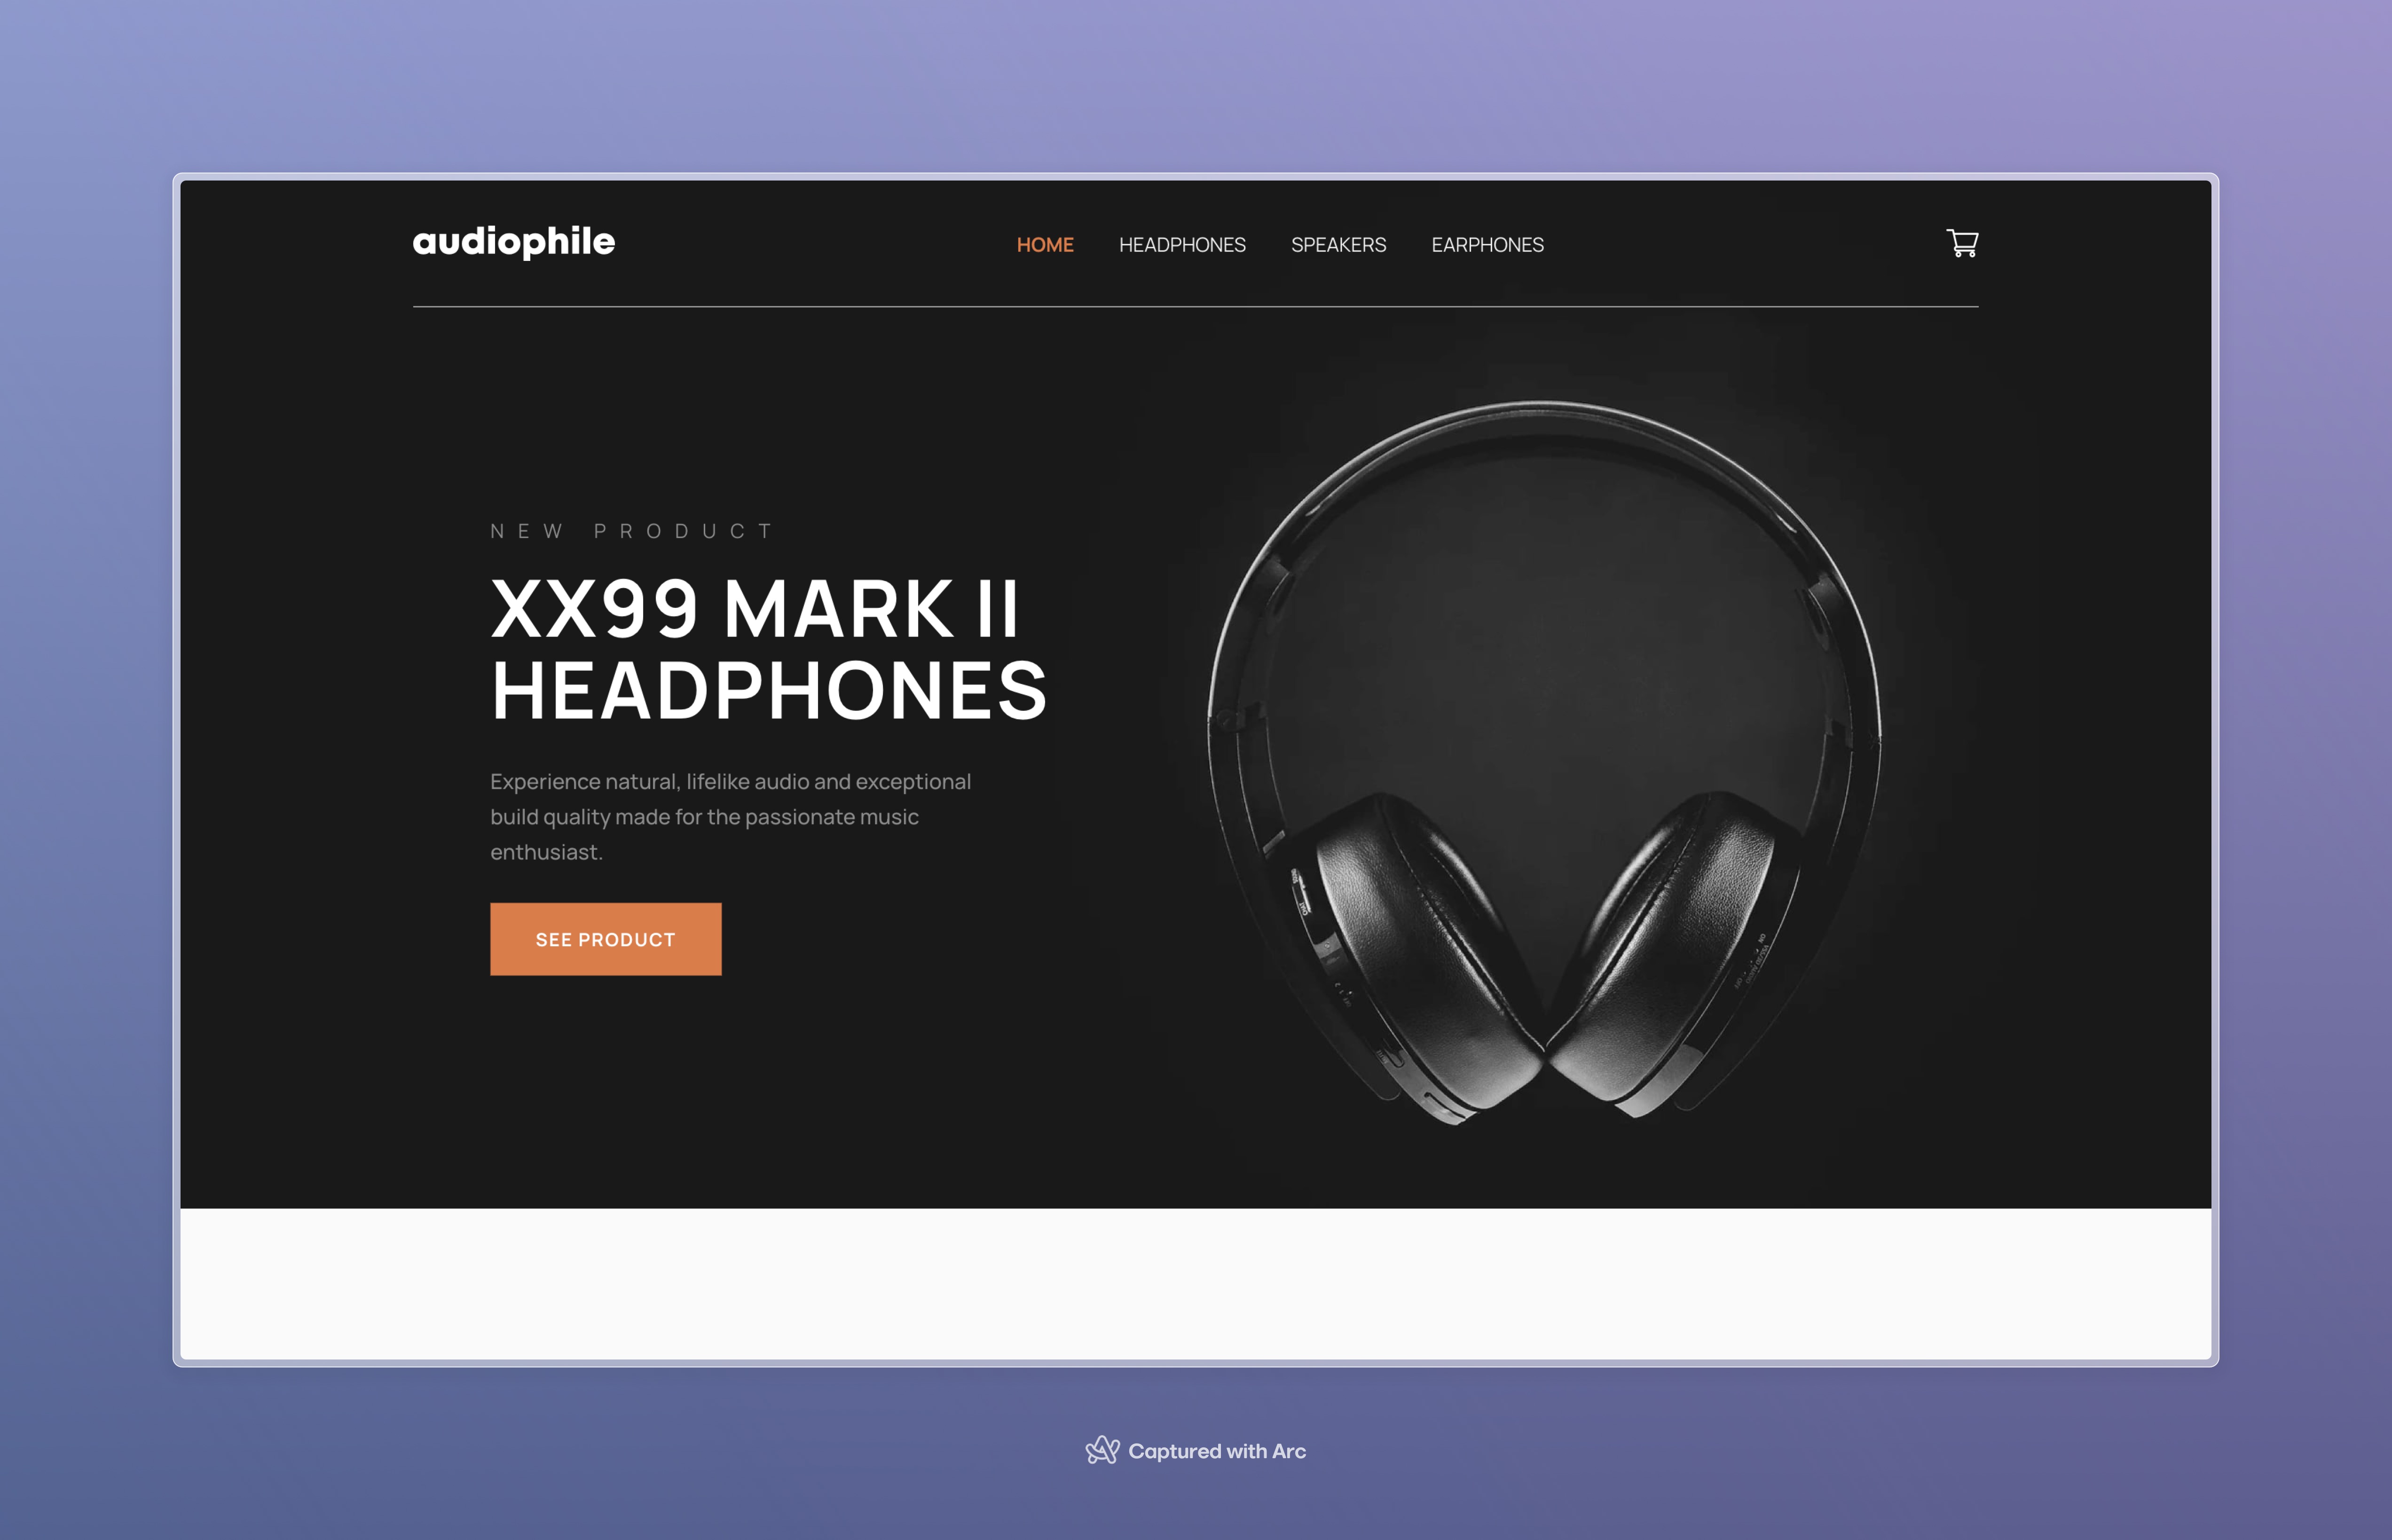 audiophile
HOME HEADPHONES SPEAKERS EARPHONES
NEW PRODUCT
XX99 MARK II
HEADPHONES
Experience natural, lifelike audio and exceptional
build quality made for the passionate music
enthusiast.
SEE PRODUCT
Captured with Arc